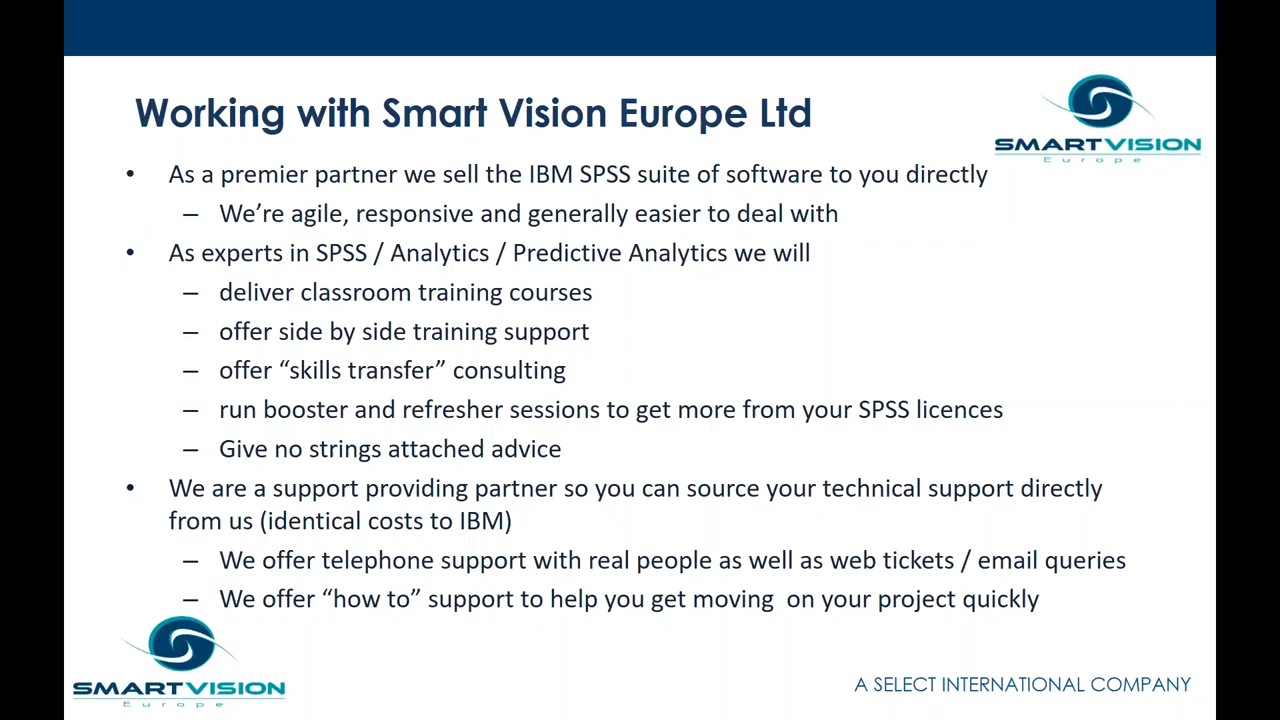 Working with Smart Vision Europe Ltd
SMARTVISION
Europe
• As a premier partner we sell the IBM SPSS suite of software to you directly
– We’re agile, responsive and generally easier to deal with
• As experts in SPSS / Analytics / Predictive Analytics we will
– deliver classroom training courses
– offer side by side training support
– offer “skills transfer” consulting
– run booster and refresher sessions to get more from your SPSS licences
– Give no strings attached advice
• We are a support providing partner so you can source your technical support directly
from us (identical costs to IBM)
– We offer telephone support with real people as well as web tickets / email queries
– We offer “how to” support to help you get moving  on your project quickly
SMARTVISION
Europe
A SELECT INTERNATIONAL COMPANY